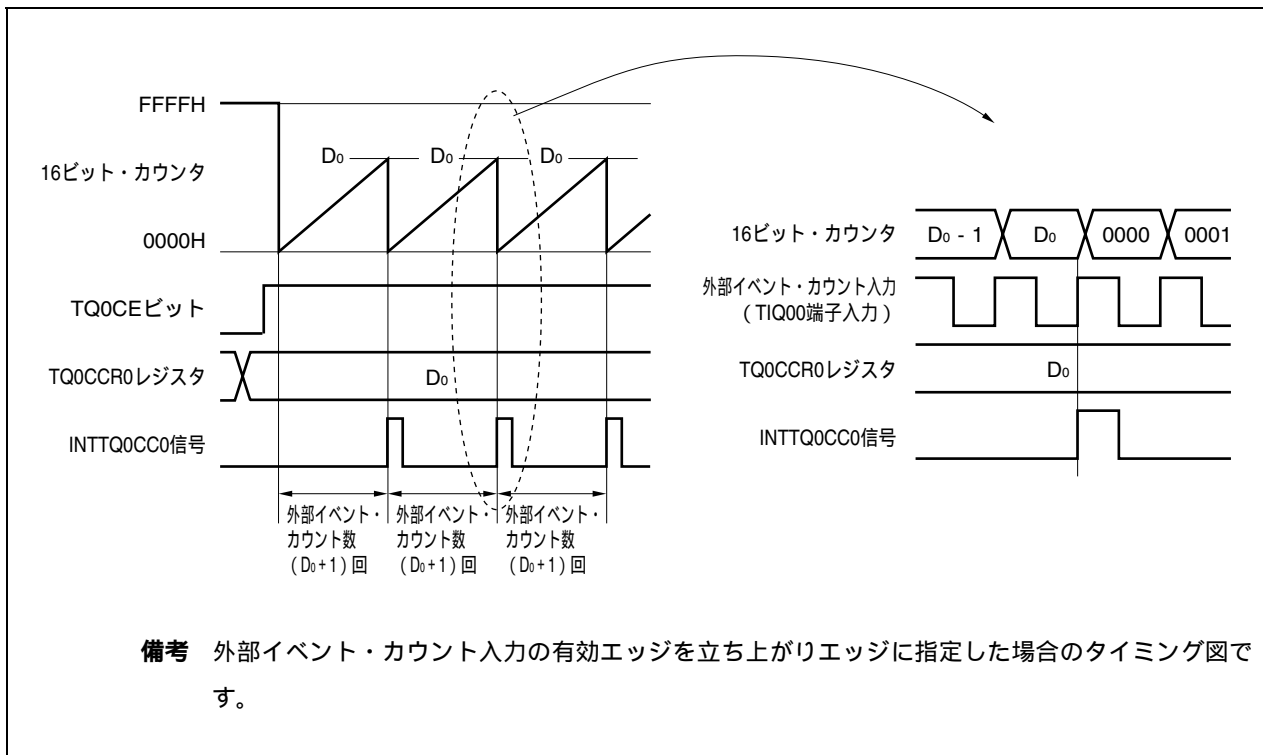 FFFFH
16ビット・カウンタ
0000H
D0 D0 D0
TQ0CEビット
TQ0CCR0レジスタ
D0
INTTQ0CC0信号
外部イベント・
カウント数
(D0+1)回
外部イベント・
カウント数
(D0+1)回
外部イベント・
カウント数
(D0+1)回
16ビット・カウンタ
D0 - 1 D0 0000 0001
外部イベント・カウント入力
(TIQ00端子入力)
TQ0CCR0レジスタ
D0
INTTQ0CC0信号
備考 外部イベント・カウント入力の有効エッジを立ち上がりエッジに指定した場合のタイミング図で
す。